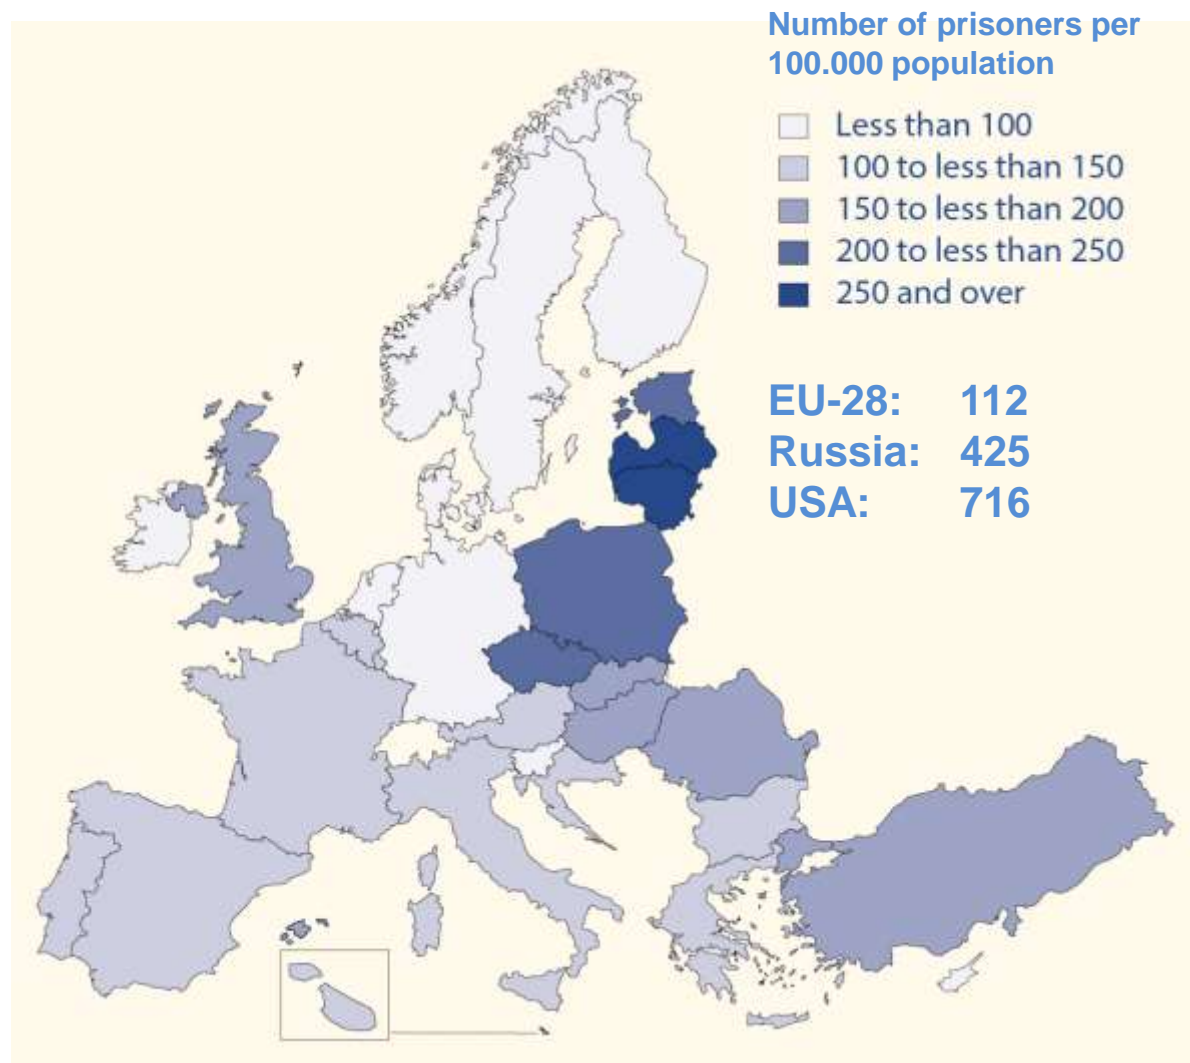 Number of prisoners per
100.000 population
Less than 100
100 to less than 150
150 to less than 200
200 to less than 250
250 and over
EU-28: 112
Russia: 425
USA: 716